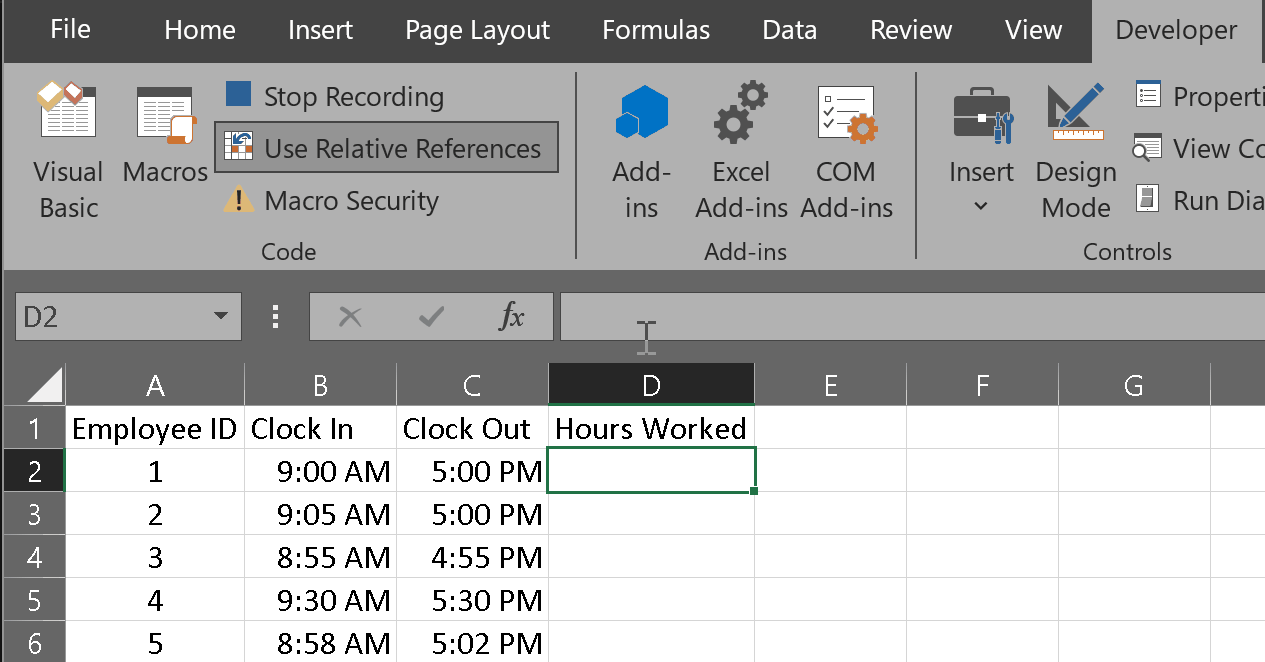 File Home Insert Page Layout Formulas Data Review View Developer
Stop Recording
Use Relative References
Macro Security
Visual
Basic
Macros
Code
Add-
ins
Excel
Add-ins
COM
Add-ins
Add-ins
Insert
Design
Mode
Properti
View Co
Run Dia
Controls
D2 fx
A B C D E F G
1 Employee ID Clock In Clock Out Hours Worked
2 1 9:00 AM 5:00 PM
3 2 9:05 AM 5:00 PM
4 3 8:55 AM 4:55 PM
5 4 9:30 AM 5:30 PM
6 5 8:58 AM 5:02 PM